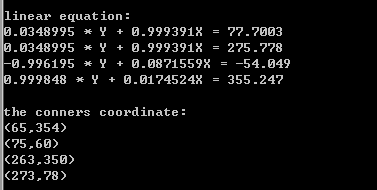 linear equation:
0.0348995 * Y + 0.999391X = 77.7003
0.0348995 * Y + 0.999391X = 275.778
-0.996195 * Y + 0.0871559X = -54.049
0.999848 * Y + 0.0174524X = 355.247
the conners coordinate:
(65,354)
(75,60)
(263,350)
(273,78)